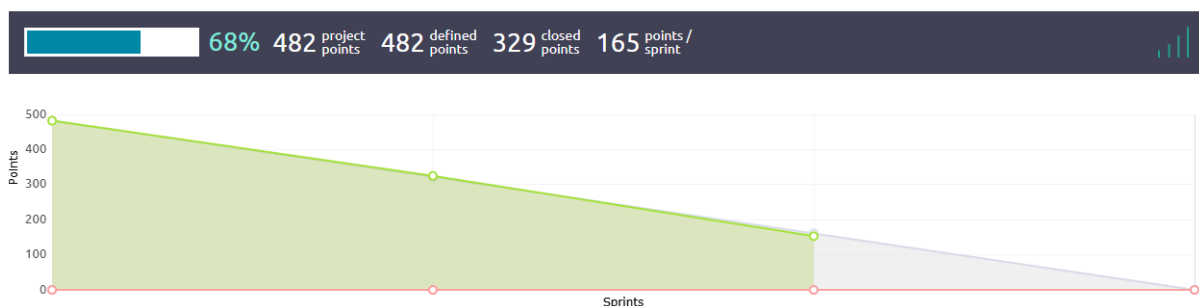 68% 482 project points 482 defined points 329 closed points 165 points / sprint
500
400
300
200
100
0
Points
Sprints